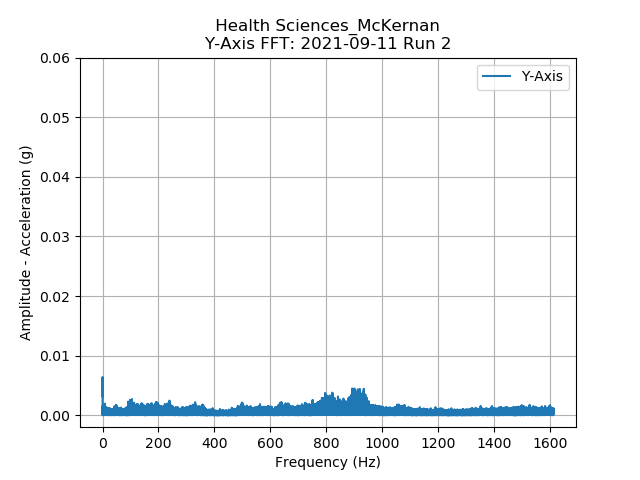 Health Sciences_McKernan
Y-Axis FFT: 2021-09-11 Run 2
Y-Axis
0.06
0.05
0.04
0.03
0.02
0.01
0.00
Amplitude - Acceleration (g)
0 200 400 600 800 1000 1200 1400 1600
Frequency (Hz)